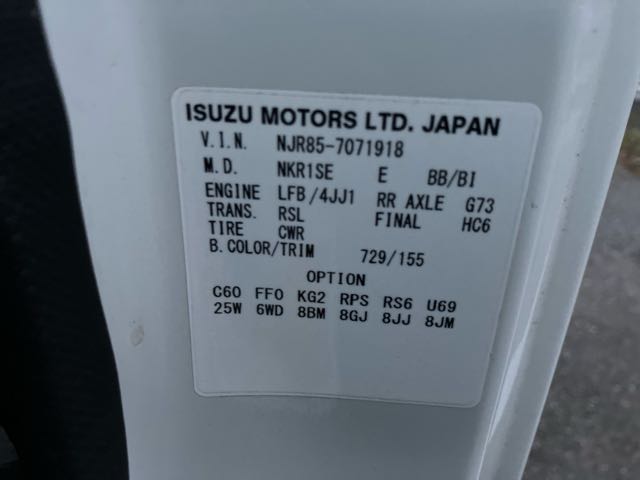 ISUZU MOTORS LTD. JAPAN
V.I.N. NJR85-7071918
M.D. NKR1SE E BB/BI
ENGINE LFB/4JJ1 RR AXLE G73
TRANS. RSL FINAL HC6
TIRE CWR
B.COLOR/TRIM 729/155
OPTION
C60 FF0 KG2 RPS RS6 U69
25W 6WD 8BM 8GJ 8JJ 8JM